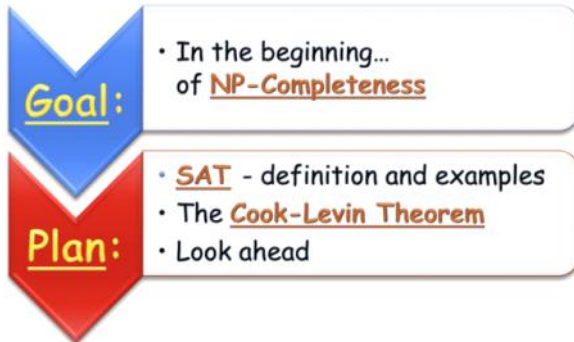 Goal:
• In the beginning…
of NP-Completeness
Plan:
• SAT - definition and examples
• The Cook-Levin Theorem
• Look ahead